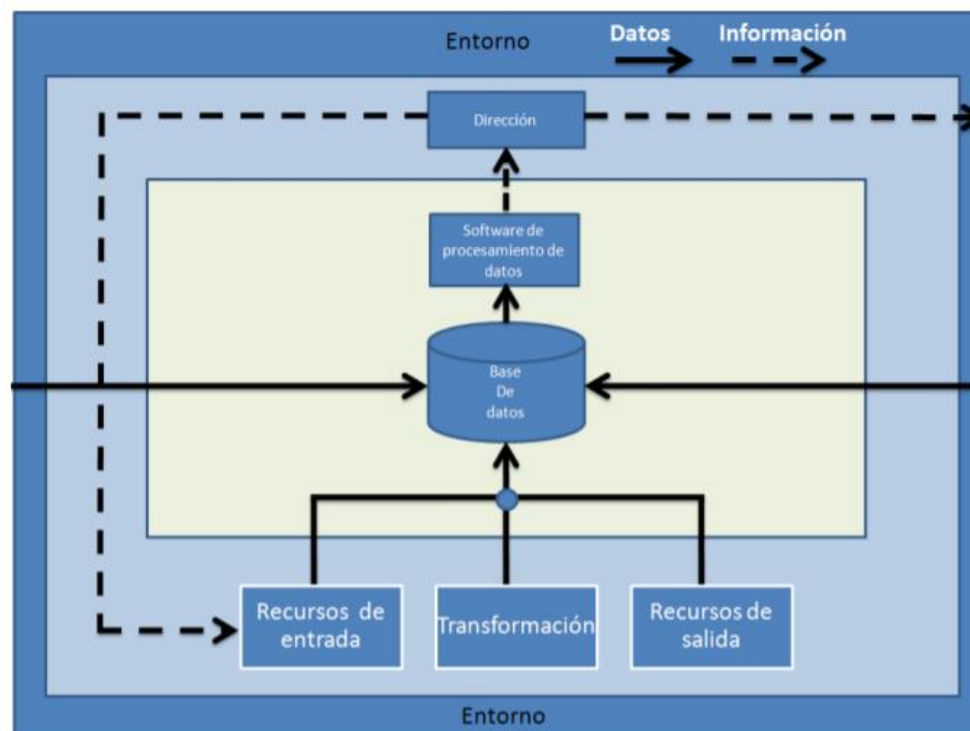 Entorno
Datos
Información
Dirección
Software de
procesamiento de
datos
Base
De
datos
Recursos de
entrada
Transformación
Recursos de
salida
Entorno